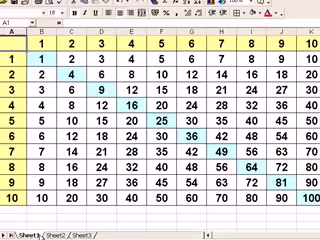 18
100%
A1
A B C D E F G H I J K
1 2 3 4 5 6 7 8 9 10
1 1 2 3 4 5 6 7 8 9 10
2 2 4 6 8 10 12 14 16 18 20
3 3 6 9 12 15 18 21 24 27 30
4 4 8 12 16 20 24 28 32 36 40
5 5 10 15 20 25 30 35 40 45 50
6 6 12 18 24 30 36 42 48 54 60
7 7 14 21 28 35 42 49 56 63 70
8 8 16 24 32 40 48 56 64 72 80
9 9 18 27 36 45 54 63 72 81 90
10 10 20 30 40 50 60 70 80 90 100
Sheet1 Sheet2 Sheet3